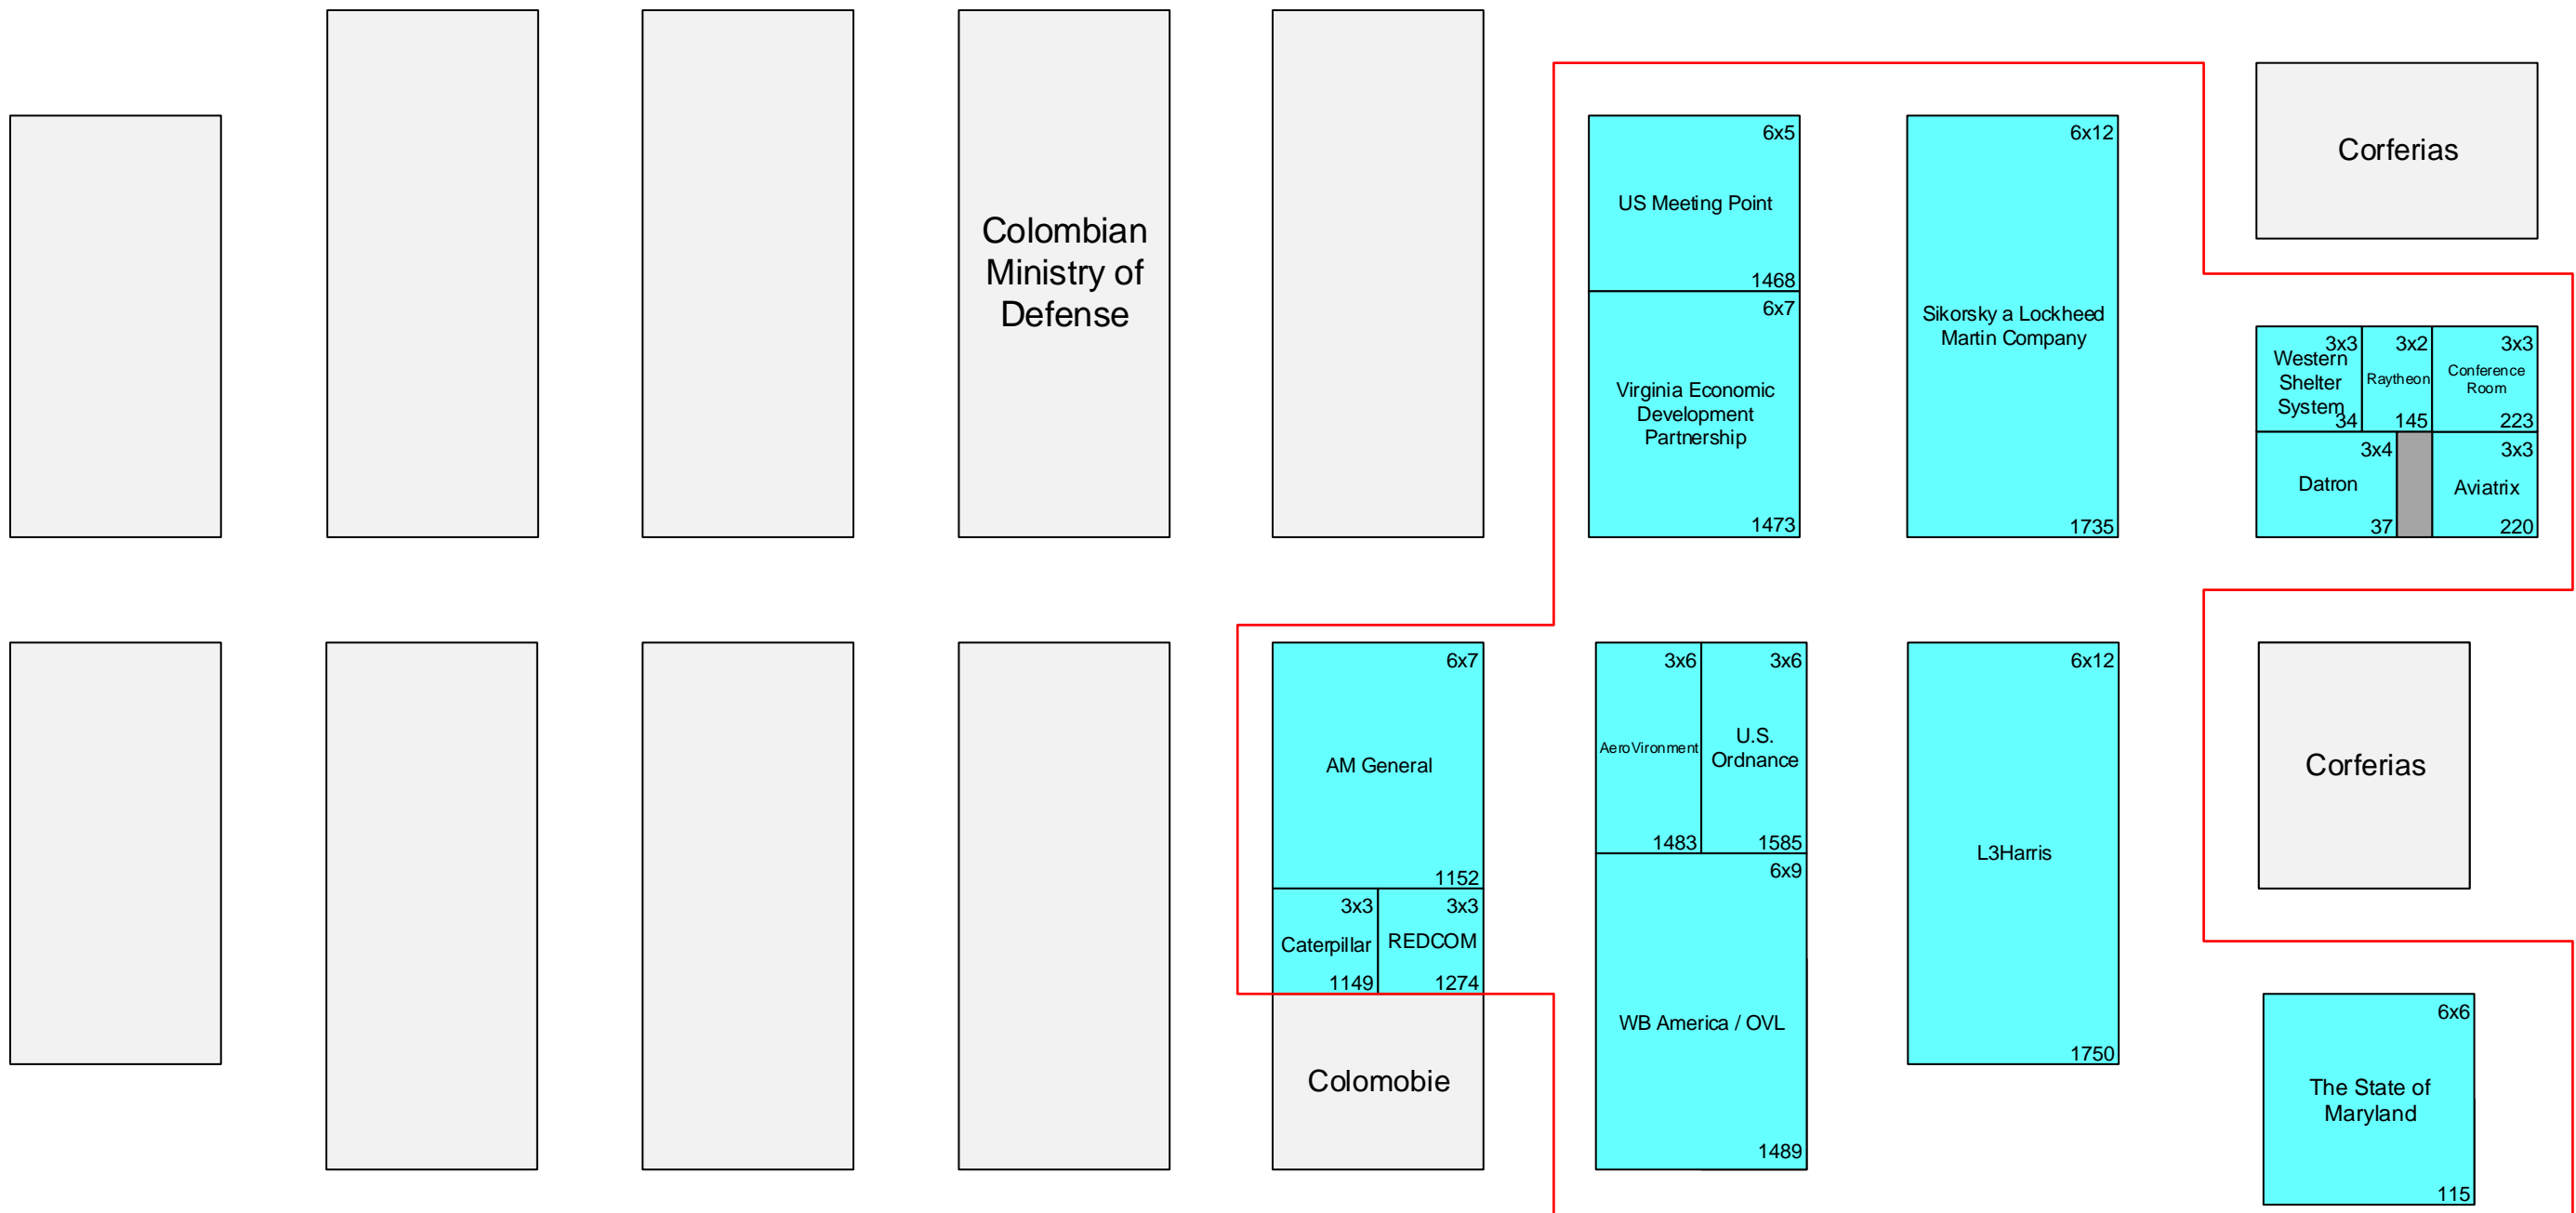 Colombian
Ministry of
Defense
6x5
US Meeting Point
1468
6x7
Virginia Economic
Development
Partnership
1473
6x12
Sikorsky a Lockheed
Martin Company
1735
Corferias
3x3
Western
Shelter
System
34
3x2
Raytheon
145
3x3
Conference
Room
223
3x4
Datron
37
3x3
Aviatrix
220
6x7
AM General
1152
3x3
Caterpillar
1149
3x3
REDCOM
1274
Colomobie
3x6
AeroVironment
1483
3x6
U.S.
Ordnance
1585
6x9
WB America / OVL
1489
6x12
L3Harris
1750
Corferias
6x6
The State of
Maryland
115